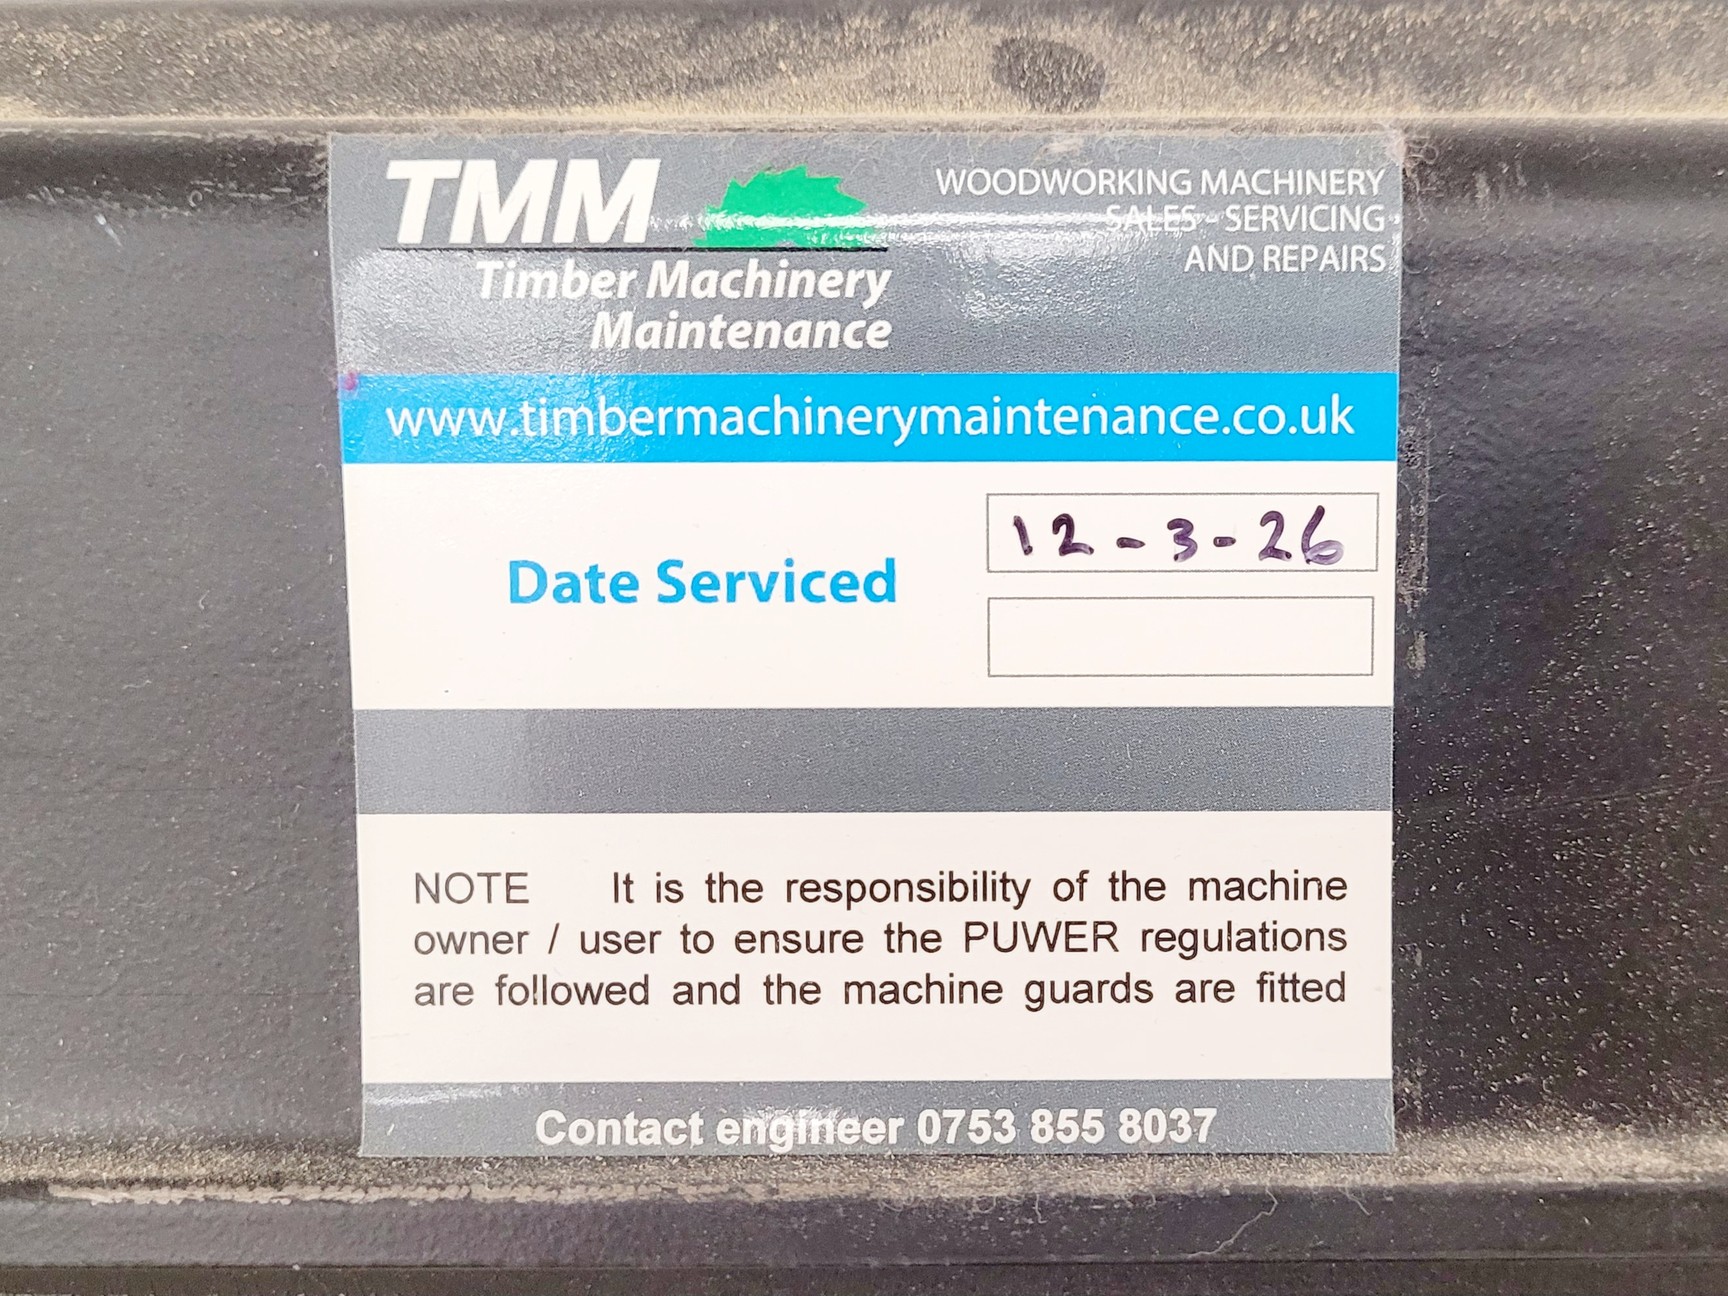 TMM
Timber Machinery
Maintenance
WOODWORKING MACHINERY
SALES - SERVICING
AND REPAIRS
www.timbermachinerymaintenance.co.uk
Date Serviced
12-3-26
NOTE It is the responsibility of the machine
owner / user to ensure the PUWER regulations
are followed and the machine guards are fitted
Contact engineer 0753 855 8037